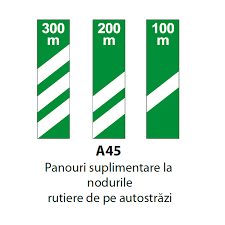 300 m
200 m
100 m
A45
Panouri suplimentare la
nodurile
rutiere de pe autostrăzi